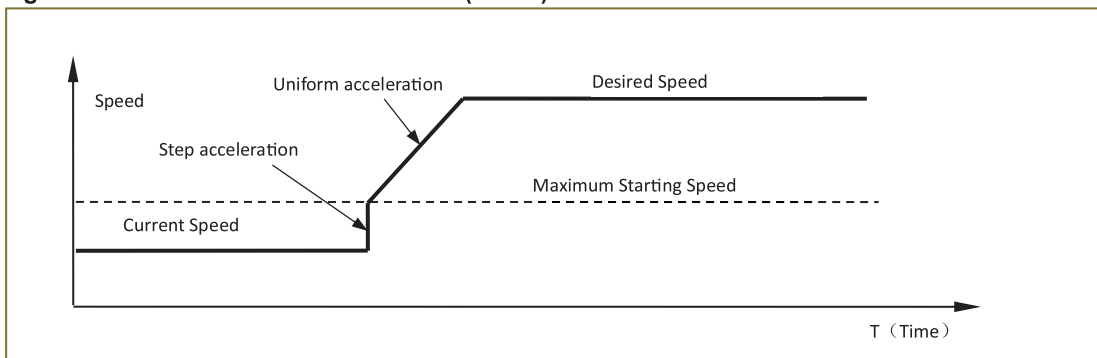 Desired Speed
Uniform acceleration
Speed
Step acceleration
Maximum Starting Speed
Current Speed
T（Time）